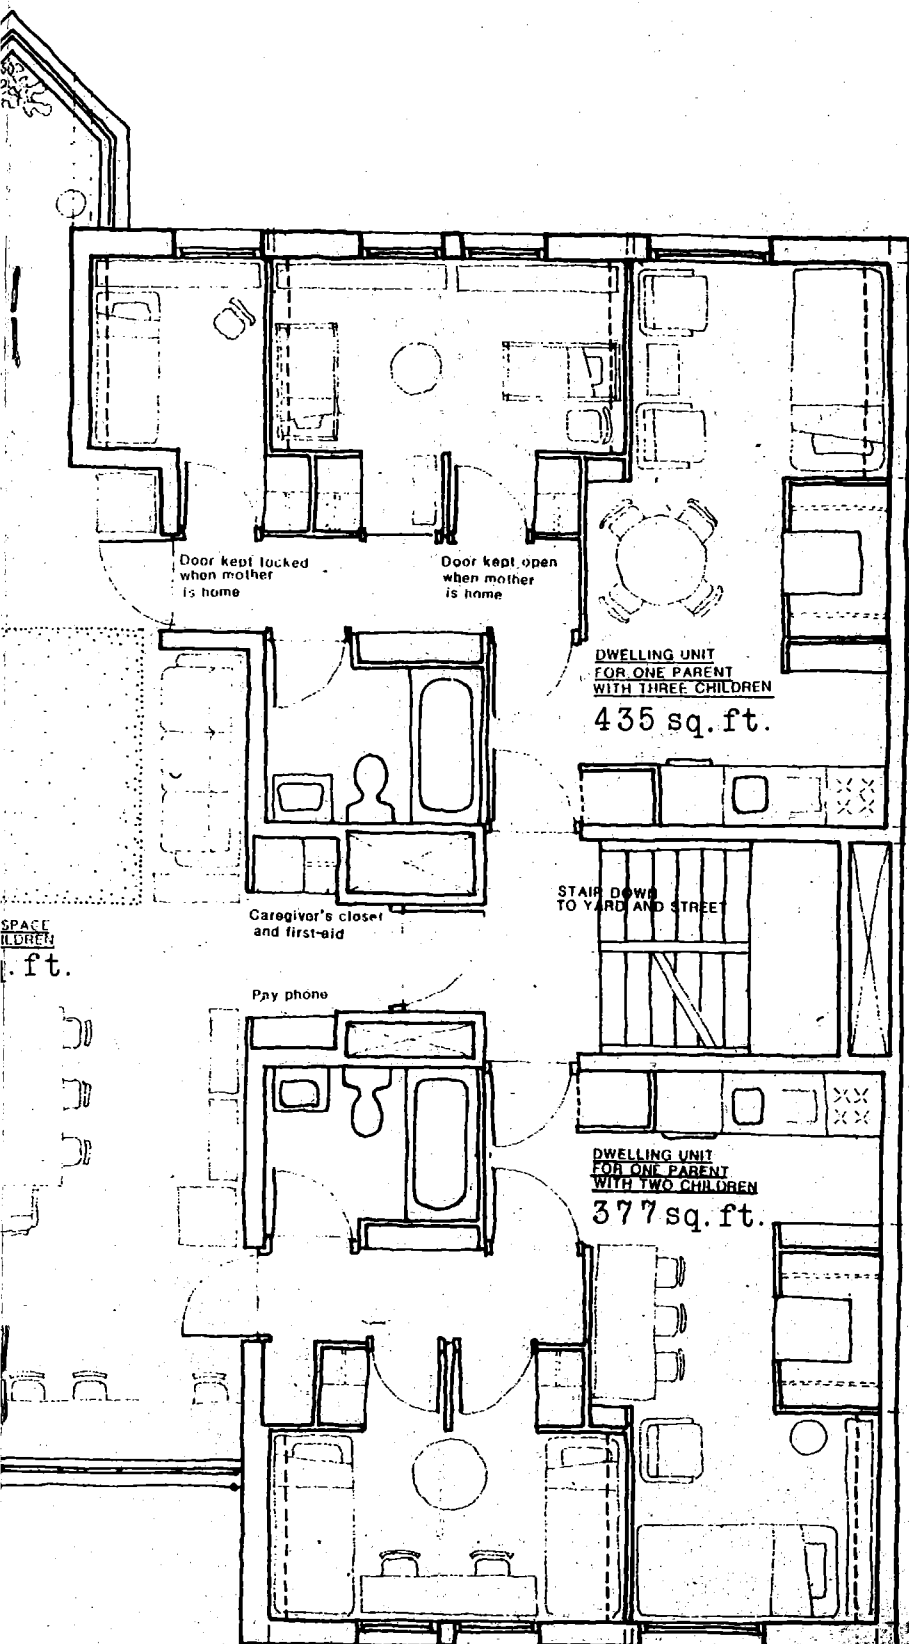 Door kept locked
when mother
is home
Door kept open
when mother
is home
DWELLING UNIT
FOR ONE PARENT
WITH THREE CHILDREN
435 sq. ft.
STAIR DOWN
TO YARD AND STREET
Caregiver's closet
and first-aid
SPACE
ILDREN
. ft.
Pay phone
DWELLING UNIT
FOR ONE PARENT
WITH TWO CHILDREN
377 sq. ft.